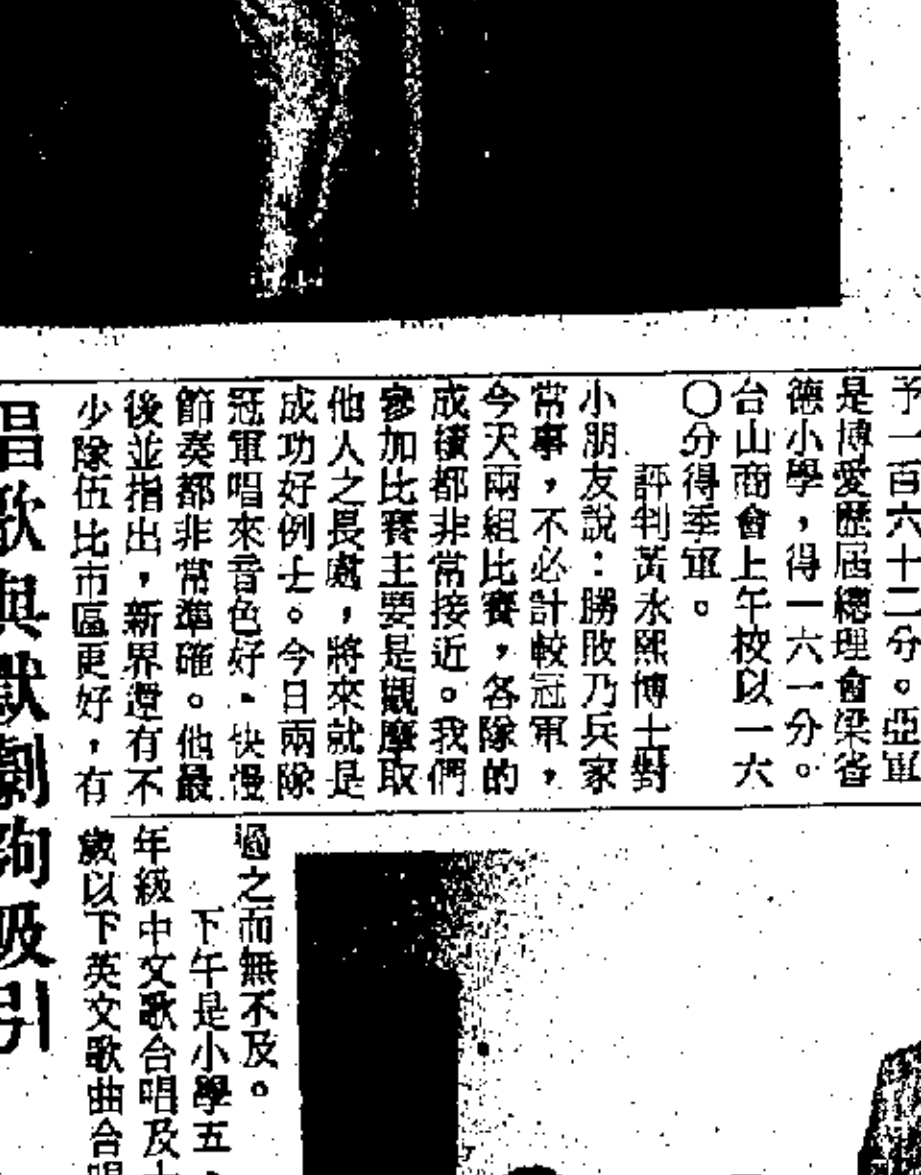 予一百六十二分。亞軍
是博愛歷屆總理會梁省
德小學，得一六一分。
台山商會上午校以一六
〇分得季軍。
評判黃永熙博士對
小朋友說：勝敗乃兵家
常事，不必計較冠軍，
今天兩組比賽，各隊的
成績都非常接近。我們
參加比賽主要是觀摩取
他人之長處，將來就是
成功好例士。今日兩隊
冠軍唱來音色好、快慢
節奏都非常準確。他最
後並指出，新界還有不
少隊伍比市區更好，有
過之而無不及。
下午是小學五、
年級中文歌合唱及十
歲以下英文歌曲合唱
唱歌與默劇夠吸引